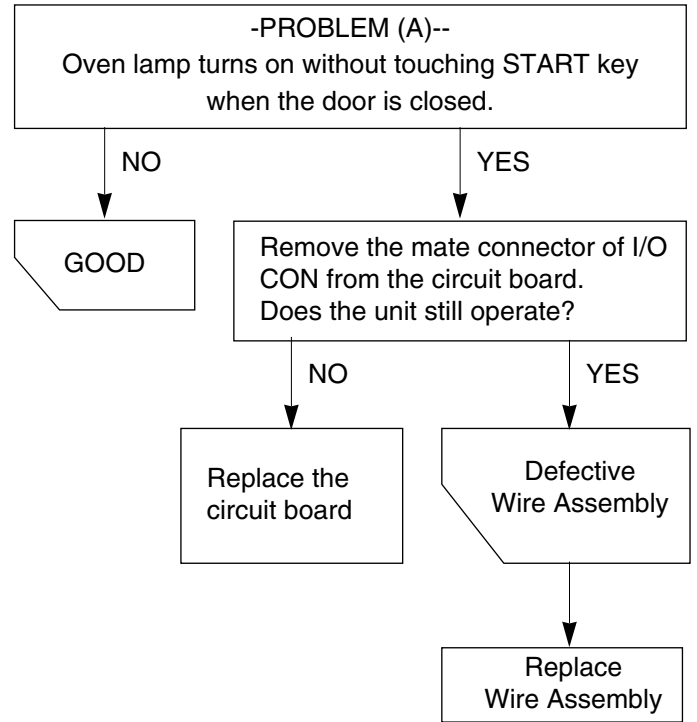 -PROBLEM (A)--
Oven lamp turns on without touching START key
when the door is closed.
NO
YES
GOOD
Remove the mate connector of I/O
CON from the circuit board.
Does the unit still operate?
NO
YES
Replace the
circuit board
Defective
Wire Assembly
Replace
Wire Assembly